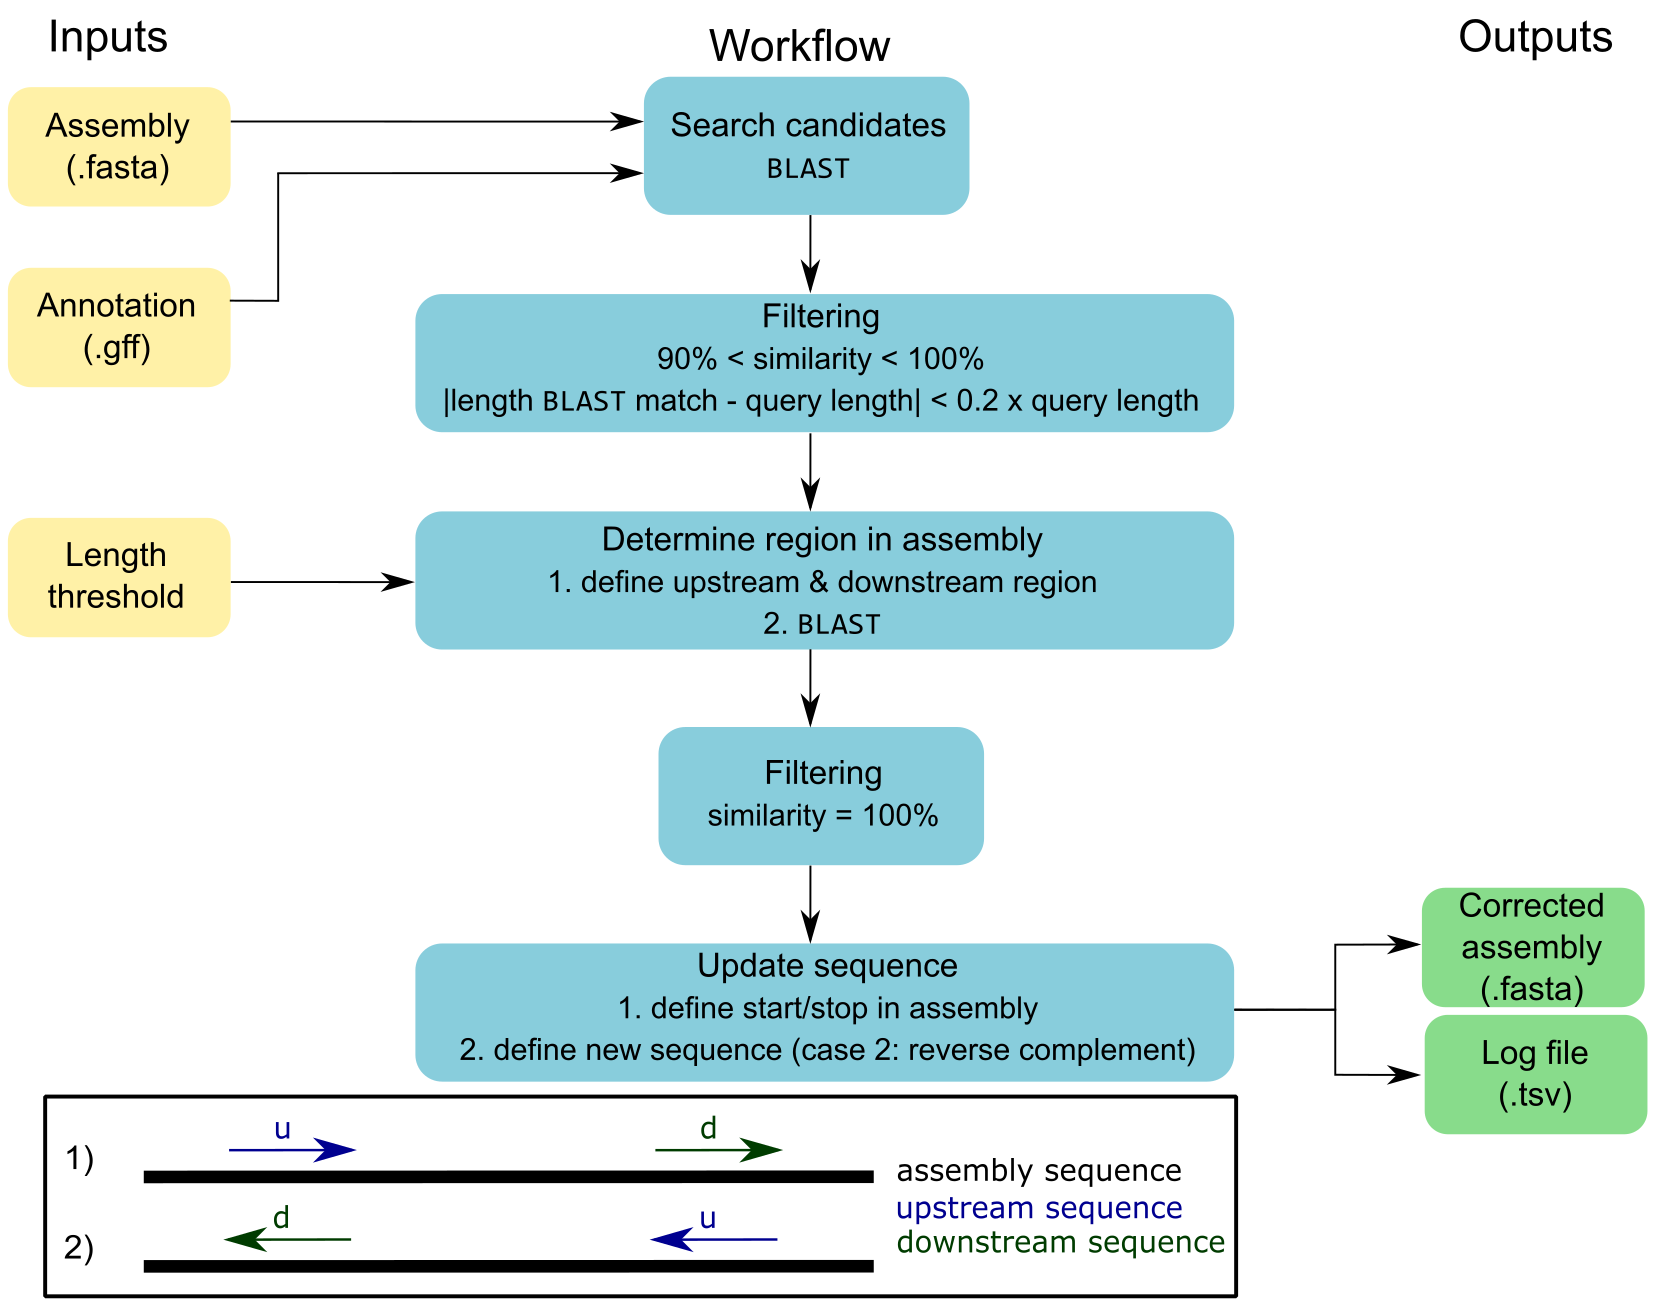 Inputs
Workflow
Outputs
Assembly
(.fasta)
Search candidates
BLAST
Annotation
(.gff)
Filtering
90% < similarity < 100%
|length BLAST match - query length| < 0.2 x query length
Length
threshold
Determine region in assembly
1. define upstream & downstream region
2. BLAST
Filtering
similarity = 100%
Update sequence
1. define start/stop in assembly
2. define new sequence (case 2: reverse complement)
Corrected
assembly
(.fasta)
Log file
(.tsv)
1)
u
d
assembly sequence
upstream sequence
downstream sequence
2)
d
u